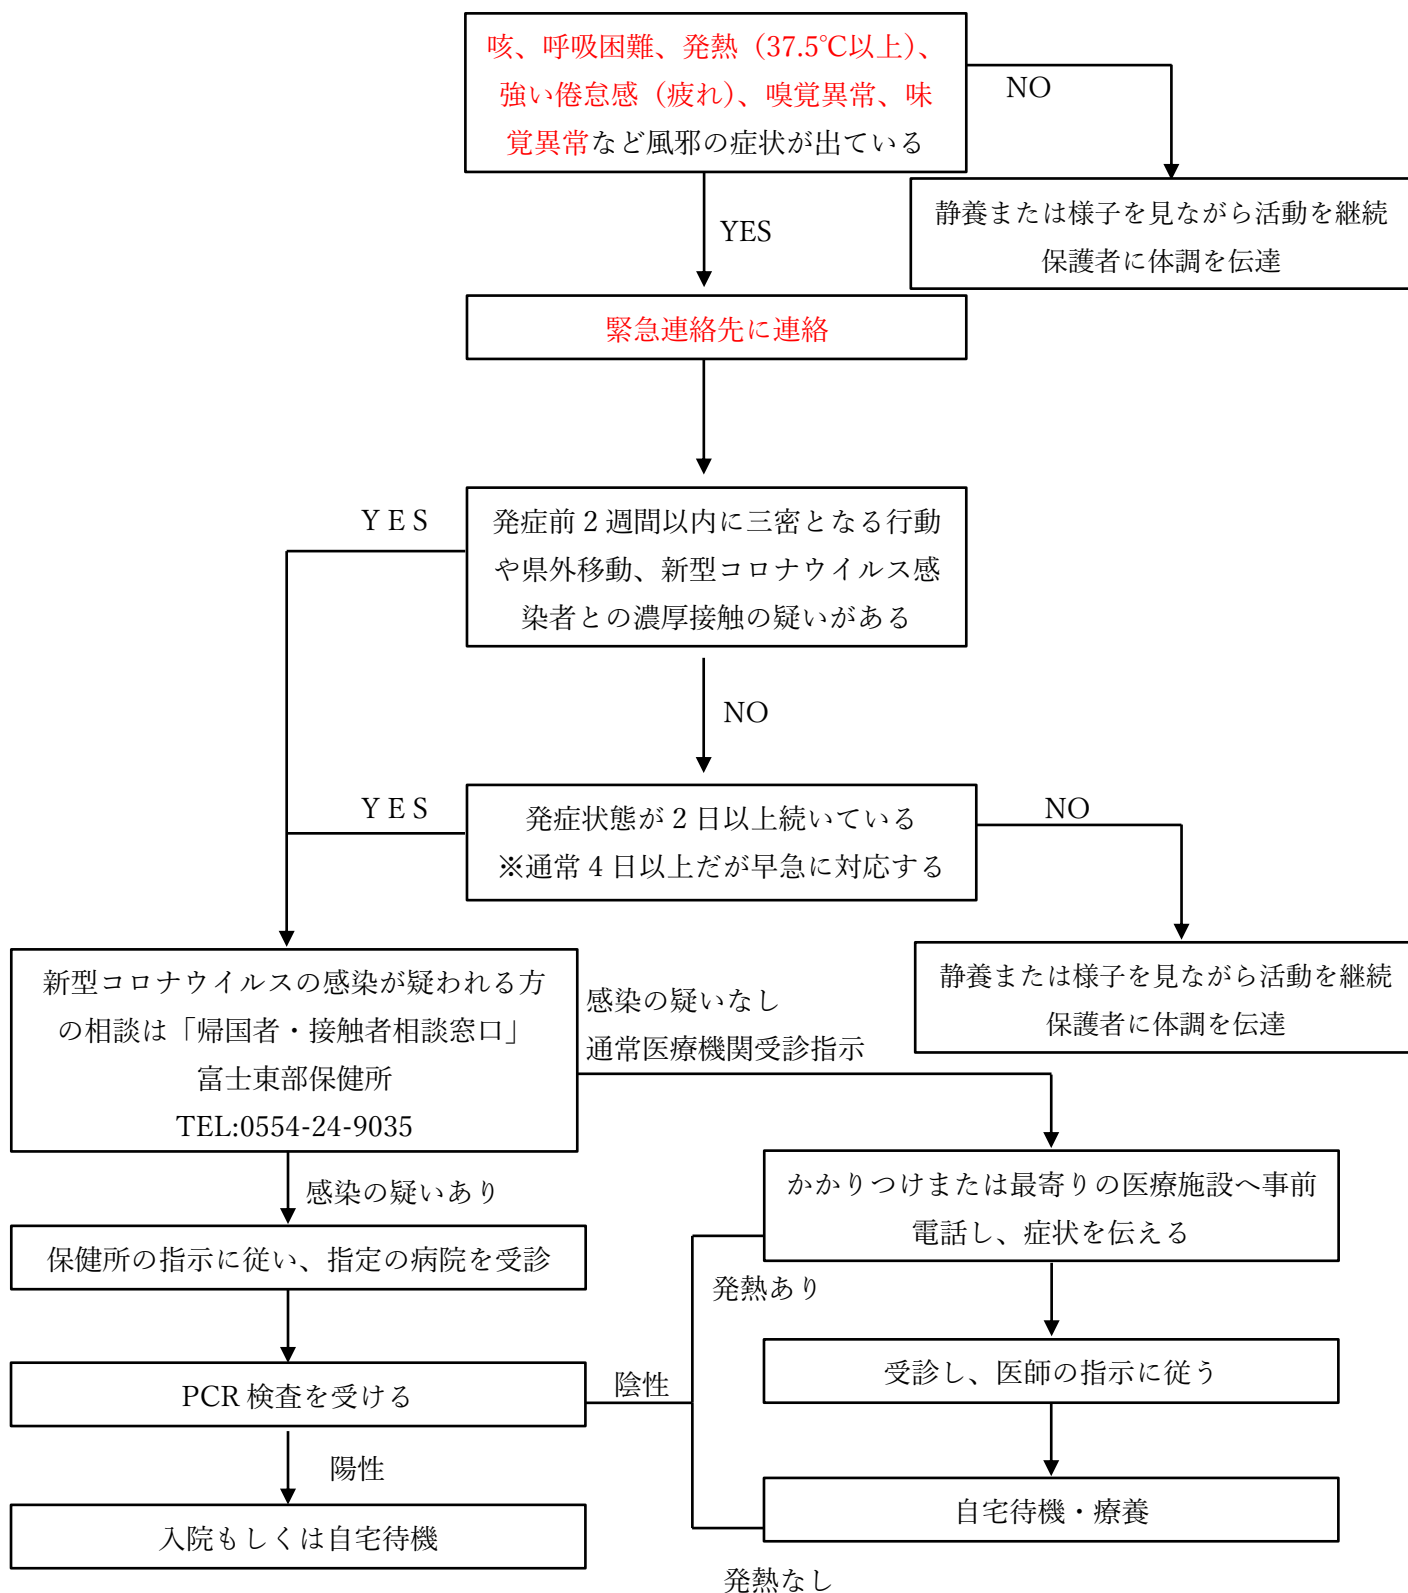 咳、呼吸困難、発熱（37.5℃以上）、
強い倦怠感（疲れ）、嗅覚異常、味
覚異常など風邪の症状が出ている
NO
静養または様子を見ながら活動を継続
保護者に体調を伝達
YES
緊急連絡先に連絡
YES
発症前２週間以内に三密となる行動
や県外移動、新型コロナウイルス感
染者との濃厚接触の疑いがある
NO
YES
発症状態が２日以上続いている
※通常４日以上だが早急に対応する
NO
静養または様子を見ながら活動を継続
保護者に体調を伝達
新型コロナウイルスの感染が疑われる方
の相談は「帰国者・接触者相談窓口」
富士東部保健所
TEL:0554-24-9035
感染の疑いなし
通常医療機関受診指示
感染の疑いあり
かかりつけまたは最寄りの医療施設へ事前
電話し、症状を伝える
保健所の指示に従い、指定の病院を受診
発熱あり
受診し、医師の指示に従う
PCR 検査を受ける
陰性
陽性
自宅待機・療養
入院もしくは自宅待機
発熱なし